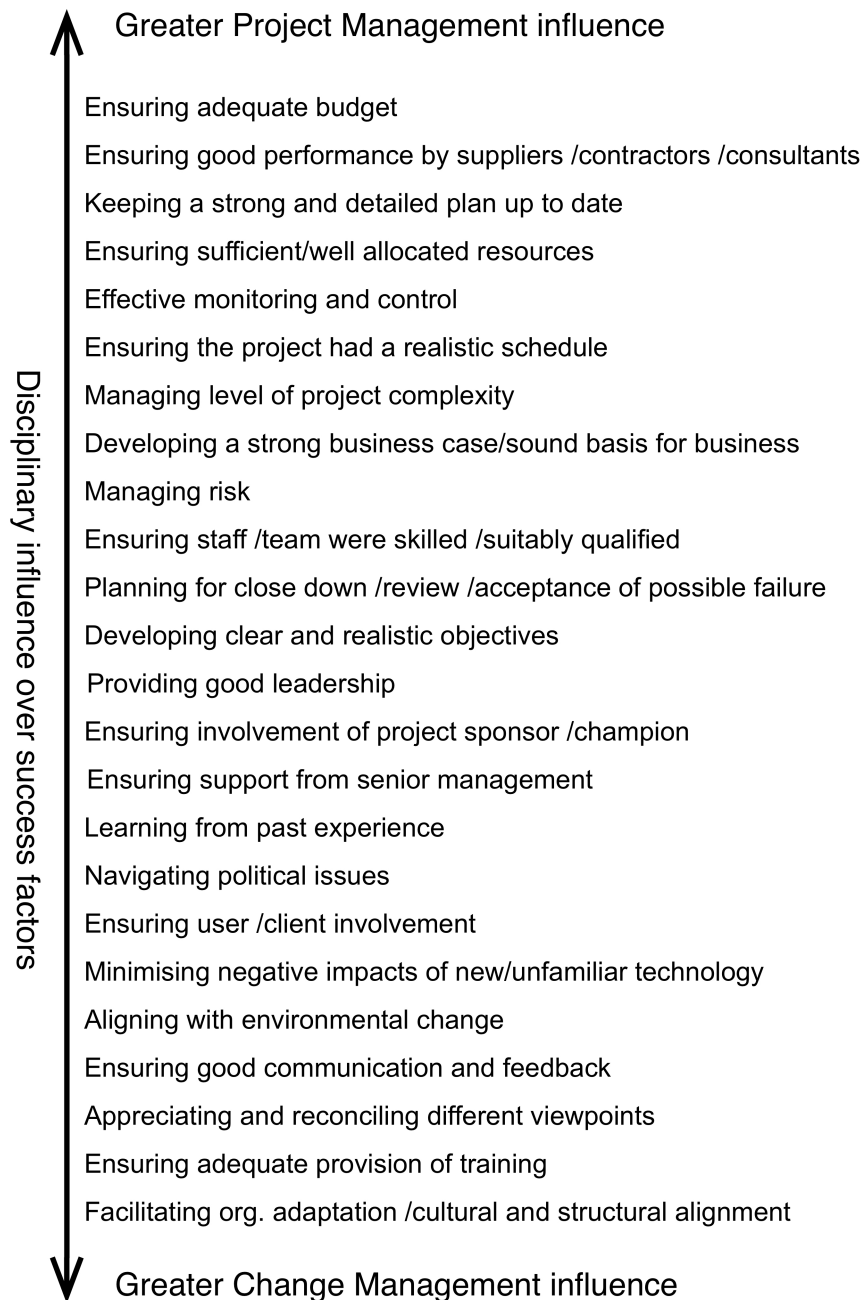 Greater Project Management influence
Ensuring adequate budget
Ensuring good performance by suppliers /contractors /consultants
Keeping a strong and detailed plan up to date
Ensuring sufficient/well allocated resources
Effective monitoring and control
Ensuring the project had a realistic schedule
Managing level of project complexity
Developing a strong business case/sound basis for business
Managing risk
Ensuring staff /team were skilled /suitably qualified
Planning for close down /review /acceptance of possible failure
Developing clear and realistic objectives
Providing good leadership
Ensuring involvement of project sponsor /champion
Ensuring support from senior management
Learning from past experience
Navigating political issues
Ensuring user /client involvement
Minimising negative impacts of new/unfamiliar technology
Aligning with environmental change
Ensuring good communication and feedback
Appreciating and reconciling different viewpoints
Ensuring adequate provision of training
Facilitating org. adaptation /cultural and structural alignment
Greater Change Management influence
Disciplinary influence over success factors